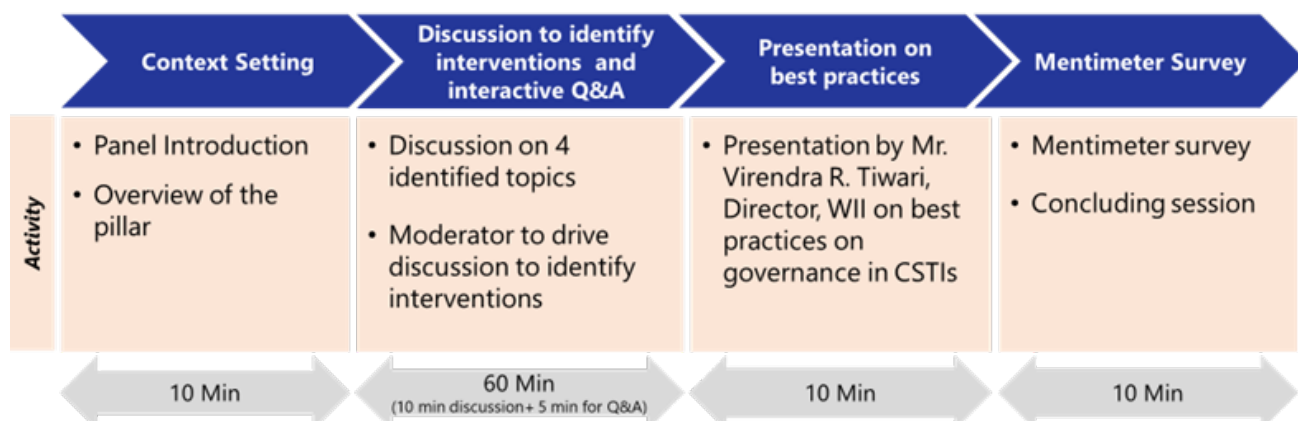 Context Setting
Discussion to identify
interventions and
interactive Q&A
Presentation on
best practices
Mentimeter Survey
Activity
• Panel Introduction
• Overview of the
pillar
• Discussion on 4
identified topics
• Moderator to drive
discussion to identify
interventions
• Presentation by Mr.
Virendra R. Tiwari,
Director, WII on best
practices on
governance in CSTIs
• Mentimeter survey
• Concluding session
10 Min
60 Min
(10 min discussion+ 5 min for Q&A)
10 Min
10 Min